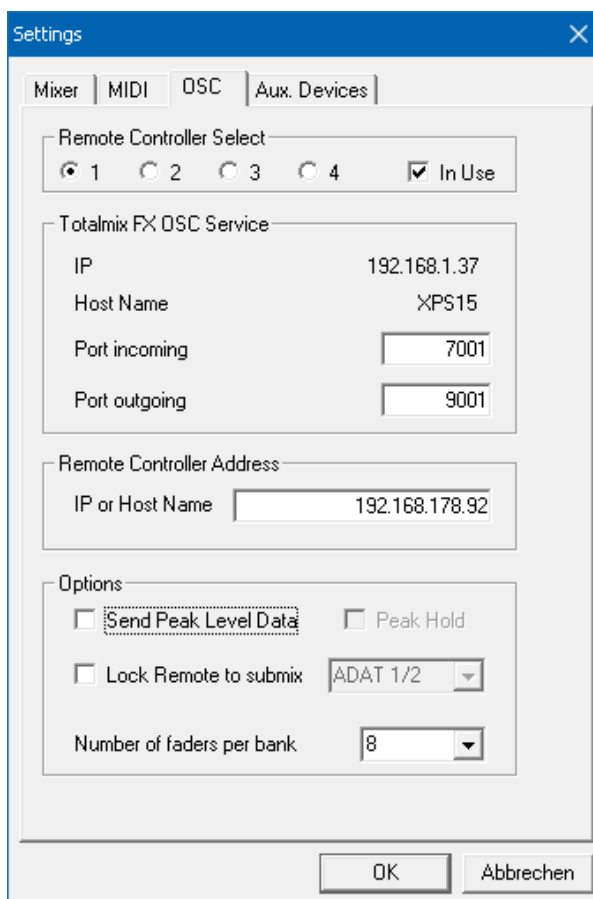 Settings
Mixer MIDI OSC Aux. Devices
Remote Controller Select
1 2 3 4 In Use
Totalmix FX OSC Service
IP 192.168.1.37
Host Name XPS15
Port incoming 7001
Port outgoing 9001
Remote Controller Address
IP or Host Name 192.168.178.92
Options
Send Peak Level Data Peak Hold
Lock Remote to submix ADAT 1/2
Number of faders per bank 8
OK Abbrechen